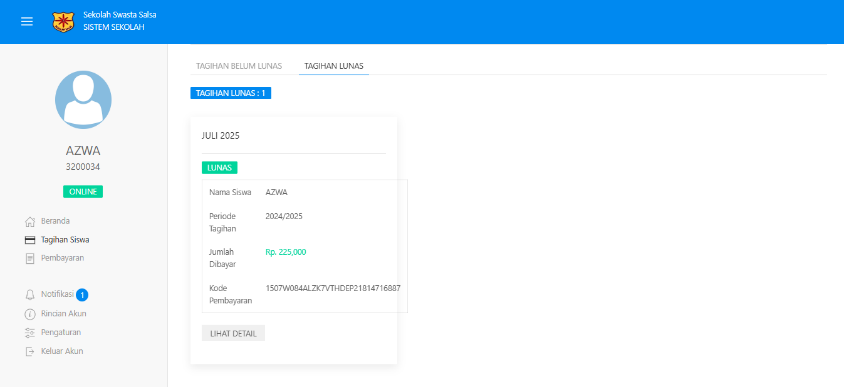 Sekolah Swasta Salsa
SISTEM SEKOLAH
AZWA
3200034
ONLINE
Beranda
Tagihan Siswa
Pembayaran
Notifikasi 1
Rincian Akun
Pengaturan
Keluar Akun
TAGIHAN BELUM LUNAS TAGIHAN LUNAS
TAGIHAN LUNAS : 1
JULI 2025
LUNAS
Nama Siswa AZWA
Periode 2024/2025
Tagihan
Jumlah Rp. 225,000
Dibayar
Kode 1507W084ALZK7VTHDEP21814716887
Pembayaran
LIHAT DETAIL